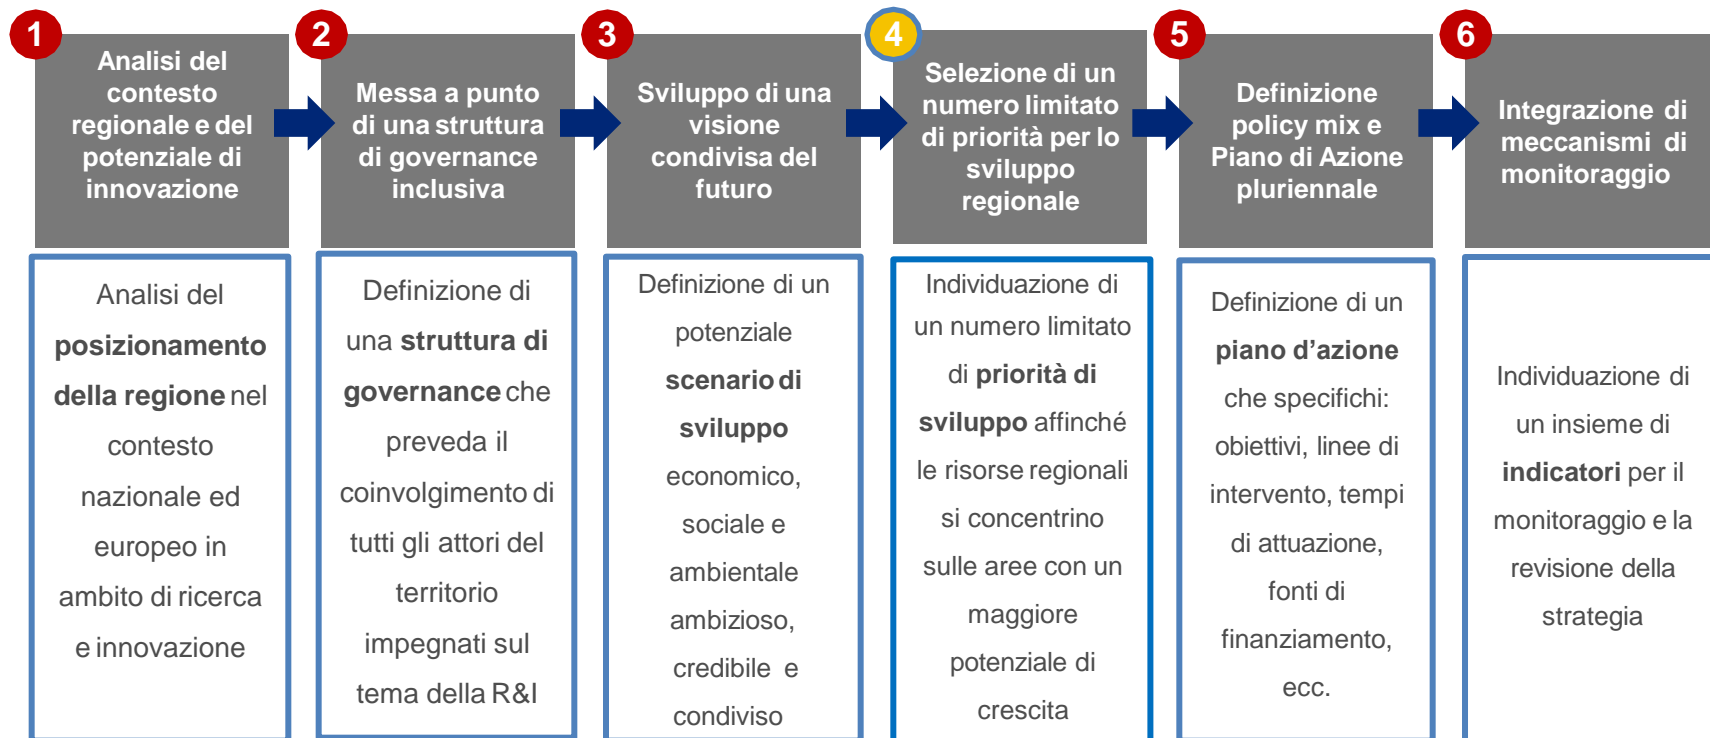 1
Analisi del
contesto
regionale e del
potenziale di
innovazione
2
Messa a punto
di una struttura
di governance
inclusiva
3
Sviluppo di una
visione
condivisa del
futuro
4
Selezione di un
numero limitato
di priorità per lo
sviluppo
regionale
5
Definizione
policy mix e
Piano di Azione
pluriennale
6
Integrazione di
meccanismi di
monitoraggio
Analisi del
posizionamento
della regione nel
contesto
nazionale ed
europeo in
ambito di ricerca
e innovazione
Definizione di
una struttura di
governance che
preveda il
coinvolgimento di
tutti gli attori del
territorio
impegnati sul
tema della R&I
Definizione di un
potenziale
scenario di
sviluppo
economico,
sociale e
ambientale
ambizioso,
credibile e
condiviso
Individuazione di
un numero limitato
di priorità di
sviluppo affinché
le risorse regionali
si concentrino
sulle aree con un
maggiore
potenziale di
crescita
Definizione di un
piano d’azione
che specifichi:
obiettivi, linee di
intervento, tempi
di attuazione,
fonti di
finanziamento,
ecc.
Individuazione di
un insieme di
indicatori per il
monitoraggio e la
revisione della
strategia